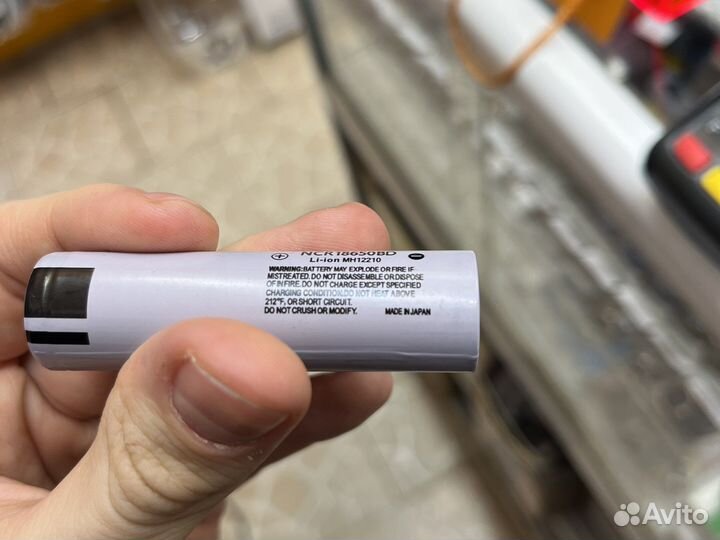 NCR18650BD
Li-ion MH12210
WARNING: BATTERY MAY EXPLODE OR FIRE IF
MISTREATED. DO NOT DISASSEMBLE OR DISPOSE
OF IN FIRE. DO NOT CHARGE EXCEPT SPECIFIED
CHARGING CONDITION. DO NOT HEAT ABOVE
212°F, OR SHORT CIRCUIT.
DO NOT CRUSH OR MODIFY. MADE IN JAPAN
Avito